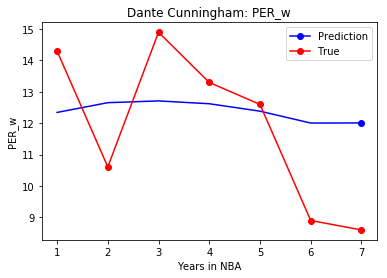 Dante Cunningham: PER_w
Prediction
True
15
14
13
12
11
10
9
PER_w
1 2 3 4 5 6 7
Years in NBA